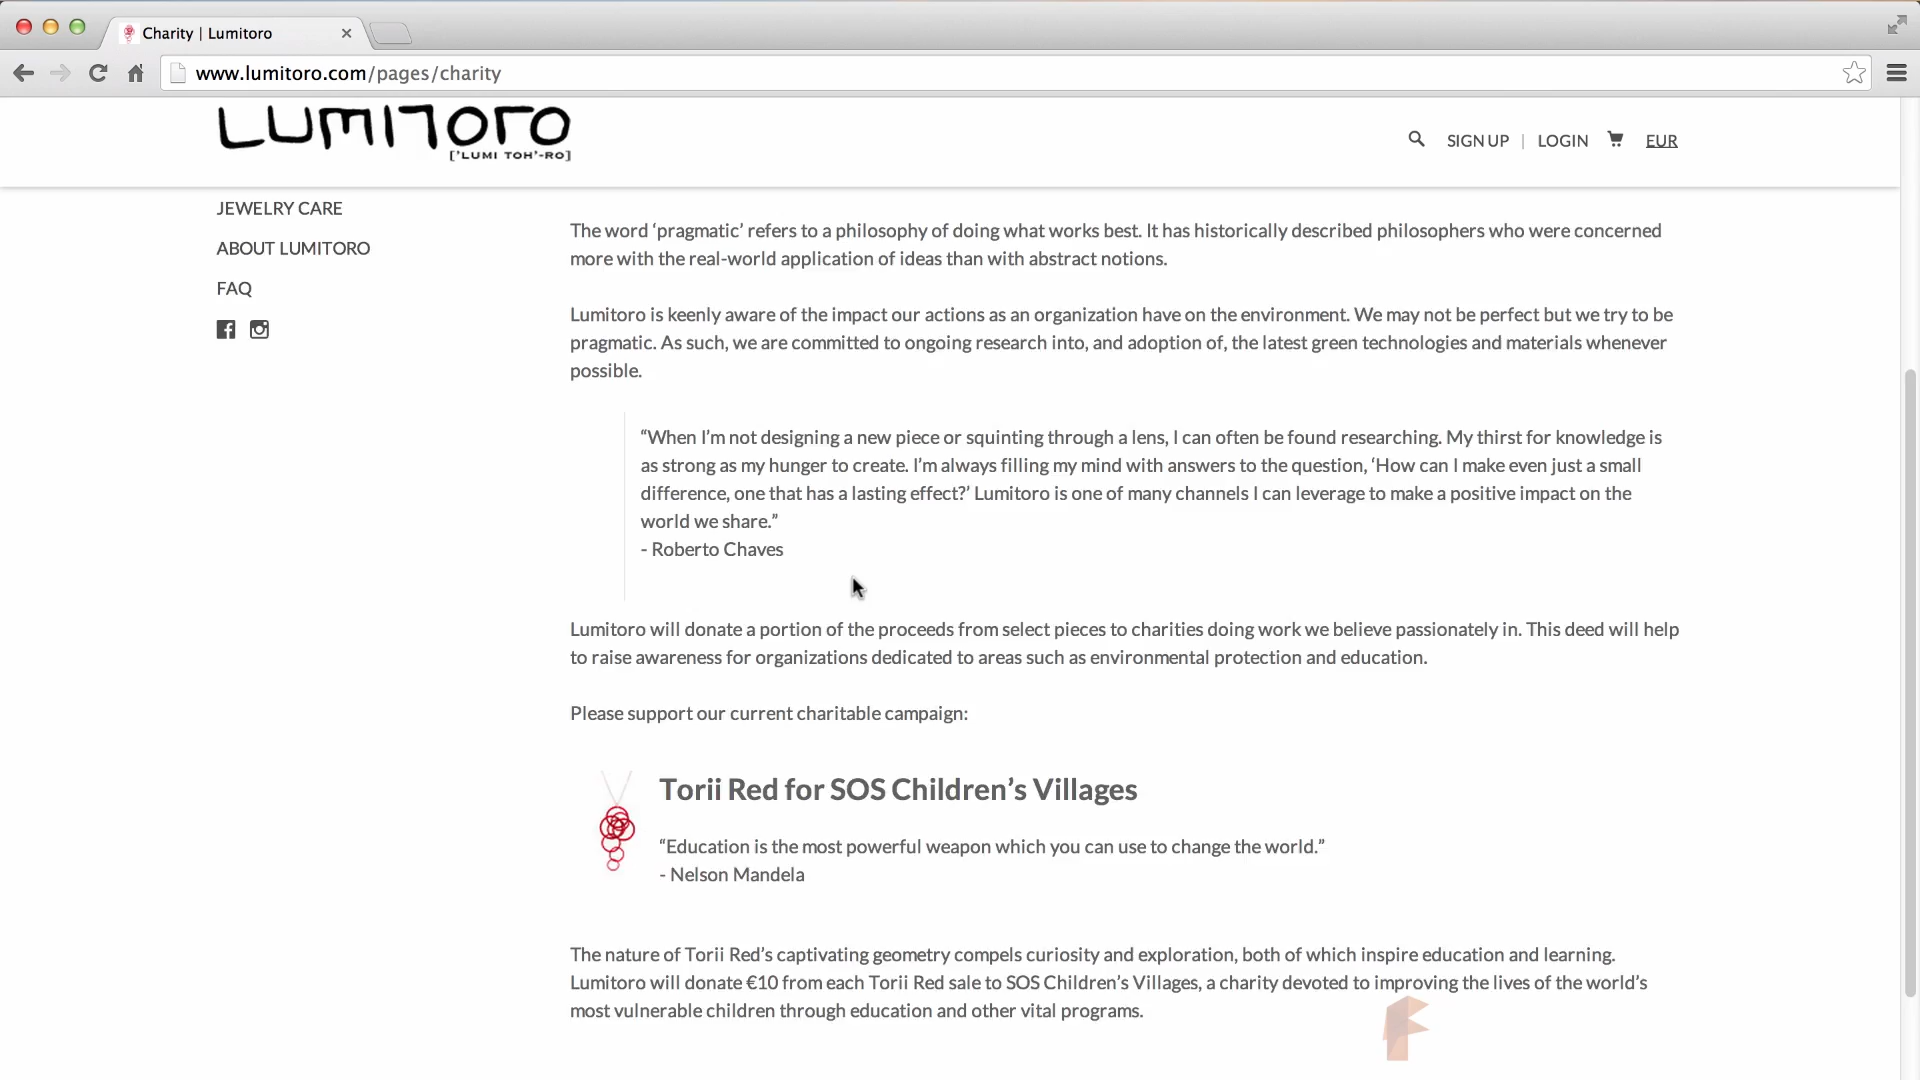 Charity | Lumitoro
www.lumitoro.com/pages/charity
LUMITORO
['LUMI TOH'-RO]
SIGN UP | LOGIN EUR
JEWELRY CARE
ABOUT LUMITORO
FAQ
The word ‘pragmatic’ refers to a philosophy of doing what works best. It has historically described philosophers who were concerned
more with the real-world application of ideas than with abstract notions.
Lumitoro is keenly aware of the impact our actions as an organization have on the environment. We may not be perfect but we try to be
pragmatic. As such, we are committed to ongoing research into, and adoption of, the latest green technologies and materials whenever
possible.
“When I’m not designing a new piece or squinting through a lens, I can often be found researching. My thirst for knowledge is
as strong as my hunger to create. I’m always filling my mind with answers to the question, ‘How can I make even just a small
difference, one that has a lasting effect?’ Lumitoro is one of many channels I can leverage to make a positive impact on the
world we share.”
- Roberto Chaves
Lumitoro will donate a portion of the proceeds from select pieces to charities doing work we believe passionately in. This deed will help
to raise awareness for organizations dedicated to areas such as environmental protection and education.
Please support our current charitable campaign:
Torii Red for SOS Children’s Villages
“Education is the most powerful weapon which you can use to change the world.”
- Nelson Mandela
The nature of Torii Red’s captivating geometry compels curiosity and exploration, both of which inspire education and learning.
Lumitoro will donate €10 from each Torii Red sale to SOS Children’s Villages, a charity devoted to improving the lives of the world’s
most vulnerable children through education and other vital programs.